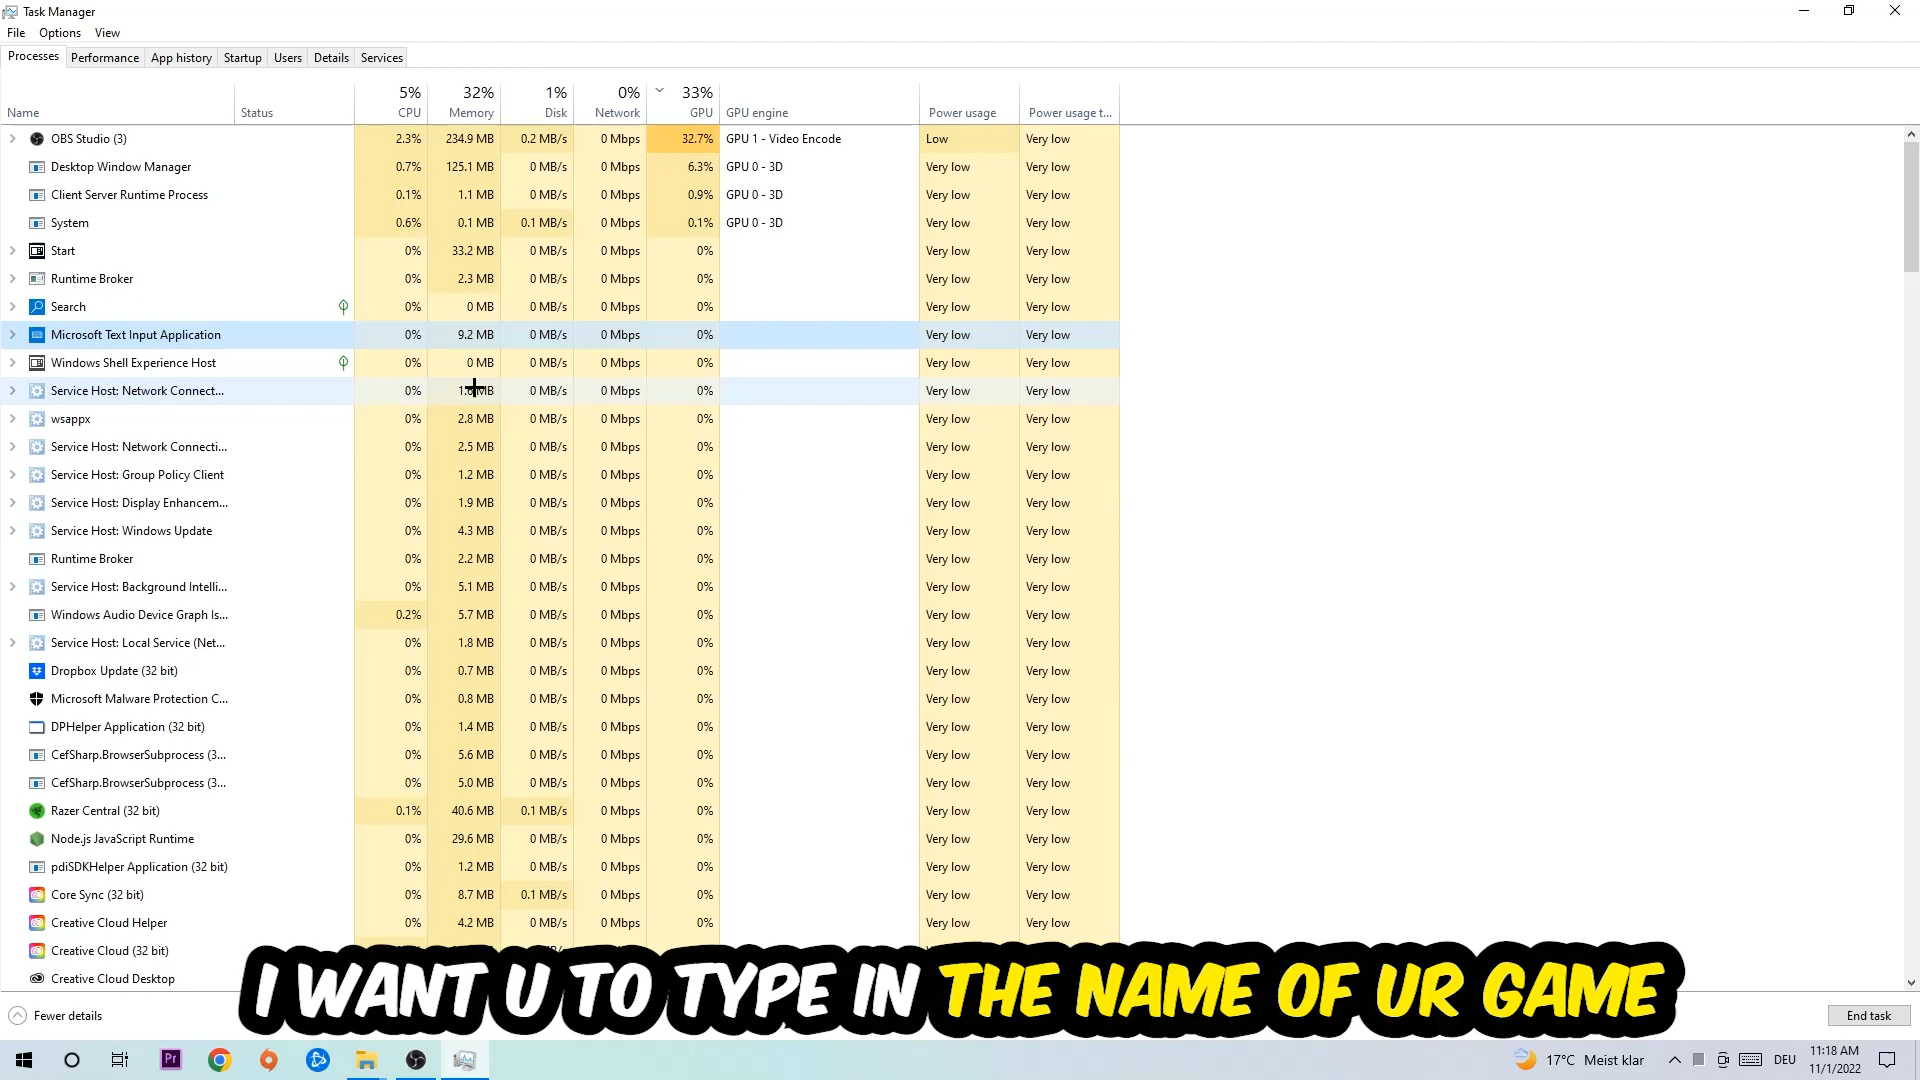 Task Manager
File Options View
Processes Performance App history Startup Users Details Services
5% 32% 1% 0% 33%
Name Status CPU Memory Disk Network GPU GPU engine Power usage Power usage t...
OBS Studio (3) 2.3% 234.9 MB 0.2 MB/s 0 Mbps 32.7% GPU 1 - Video Encode Low Very low
Desktop Window Manager 0.7% 125.1 MB 0 MB/s 0 Mbps 6.3% GPU 0 - 3D Very low Very low
Client Server Runtime Process 0.1% 1.1 MB 0 MB/s 0 Mbps 0.9% GPU 0 - 3D Very low Very low
System 0.6% 0.1 MB 0.1 MB/s 0 Mbps 0.1% GPU 0 - 3D Very low Very low
Start 0% 33.2 MB 0 MB/s 0 Mbps 0% Very low Very low
Runtime Broker 0% 2.3 MB 0 MB/s 0 Mbps 0% Very low Very low
Search 0% 0 MB 0 MB/s 0 Mbps 0% Very low Very low
Microsoft Text Input Application 0% 9.2 MB 0 MB/s 0 Mbps 0% Very low Very low
Windows Shell Experience Host 0% 0 MB 0 MB/s 0 Mbps 0% Very low Very low
Service Host: Network Connect... 0% MB 0 MB/s 0 Mbps 0% Very low Very low
wsappx 0% 2.8 MB 0 MB/s 0 Mbps 0% Very low Very low
Service Host: Network Connecti... 0% 2.5 MB 0 MB/s 0 Mbps 0% Very low Very low
Service Host: Group Policy Client 0% 1.2 MB 0 MB/s 0 Mbps 0% Very low Very low
Service Host: Display Enhancem... 0% 1.9 MB 0 MB/s 0 Mbps 0% Very low Very low
Service Host: Windows Update 0% 4.3 MB 0 MB/s 0 Mbps 0% Very low Very low
Runtime Broker 0% 2.2 MB 0 MB/s 0 Mbps 0% Very low Very low
Service Host: Background Intelli... 0% 5.1 MB 0 MB/s 0 Mbps 0% Very low Very low
Windows Audio Device Graph Is... 0.2% 5.7 MB 0 MB/s 0 Mbps 0% Very low Very low
Service Host: Local Service (Net... 0% 1.8 MB 0 MB/s 0 Mbps 0% Very low Very low
Dropbox Update (32 bit) 0% 0.7 MB 0 MB/s 0 Mbps 0% Very low Very low
Microsoft Malware Protection C... 0% 0.8 MB 0 MB/s 0 Mbps 0% Very low Very low
DPHelper Application (32 bit) 0% 1.4 MB 0 MB/s 0 Mbps 0% Very low Very low
CefSharp.BrowserSubprocess (3... 0% 5.6 MB 0 MB/s 0 Mbps 0% Very low Very low
CefSharp.BrowserSubprocess (3... 0% 5.0 MB 0 MB/s 0 Mbps 0% Very low Very low
Razer Central (32 bit) 0.1% 40.6 MB 0.1 MB/s 0 Mbps 0% Very low Very low
Node.js JavaScript Runtime 0% 29.6 MB 0 MB/s 0 Mbps 0% Very low Very low
pdiSDKHelper Application (32 bit) 0% 1.2 MB 0 MB/s 0 Mbps 0% Very low Very low
Core Sync (32 bit) 0% 8.7 MB 0.1 MB/s 0 Mbps 0% Very low Very low
Creative Cloud Helper 0% 4.2 MB 0 MB/s 0 Mbps 0% Very low Very low
Creative Cloud (32 bit)
Creative Cloud Desktop
I WANT U TO TYPE IN THE NAME OF UR GAME
Fewer details End task
Pr 17°C Meist klar DEU 11:18 AM
11/1/2022